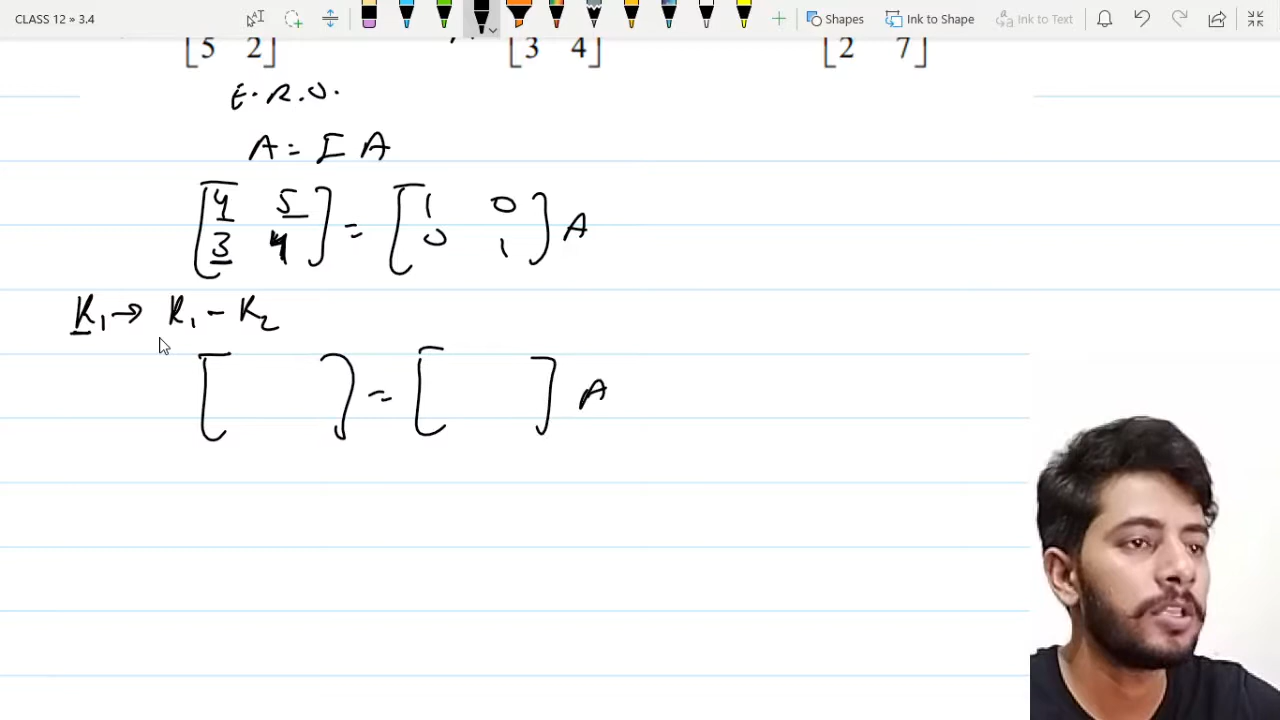 CLASS 12 » 3.4
Shapes Ink to Shape Ink to Text
[5 2] [3 4] [2 7]
E.R.O.
A = I A
[4 5 = [1 0
3 4] 0 1] A
R1 → R1 - R2
[ ] = [ ] A